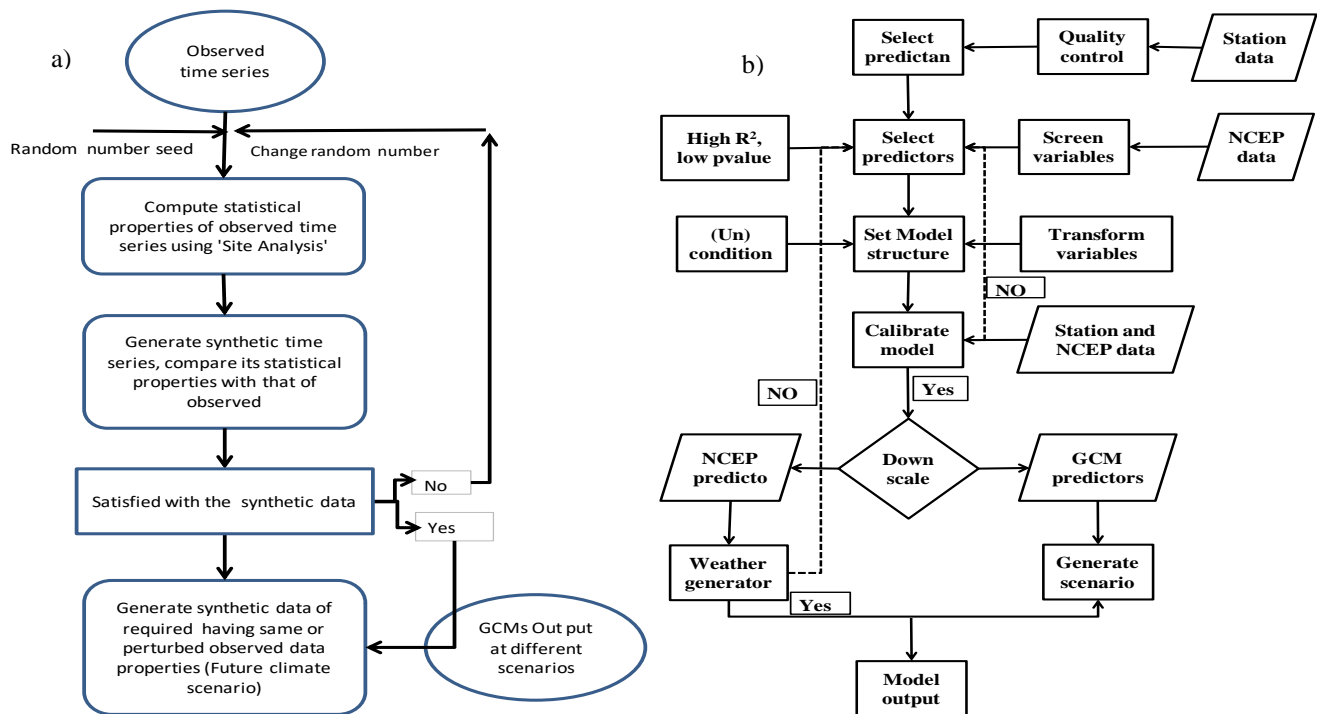 a)
Observed
time series
Random number seed
Change random number
Compute statistical
properties of observed time
series using 'Site Analysis'
Generate synthetic time
series, compare its statistical
properties with that of
observed
Satisfied with the synthetic data
No
Yes
Generate synthetic data of
required having same or
perturbed observed data
properties (Future climate
scenario)
GCMs Out put
at different
scenarios
b)
Select
predictan
Quality
control
Station
data
High R²,
low pvalue
Select
predictors
Screen
variables
NCEP
data
(Un)
condition
Set Model
structure
Transform
variables
NO
Calibrate
model
Station and
NCEP data
NO
Yes
NCEP
predicto
Down
scale
GCM
predictors
Weather
generator
Generate
scenario
Yes
Model
output